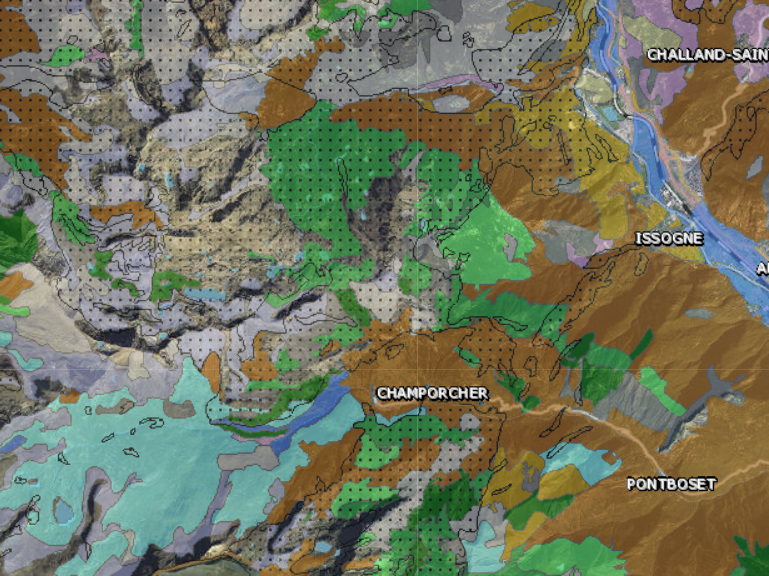 CHALLAND-SAIN
ISSOGNE
A
CHAMPORCHER
PONTBOSET